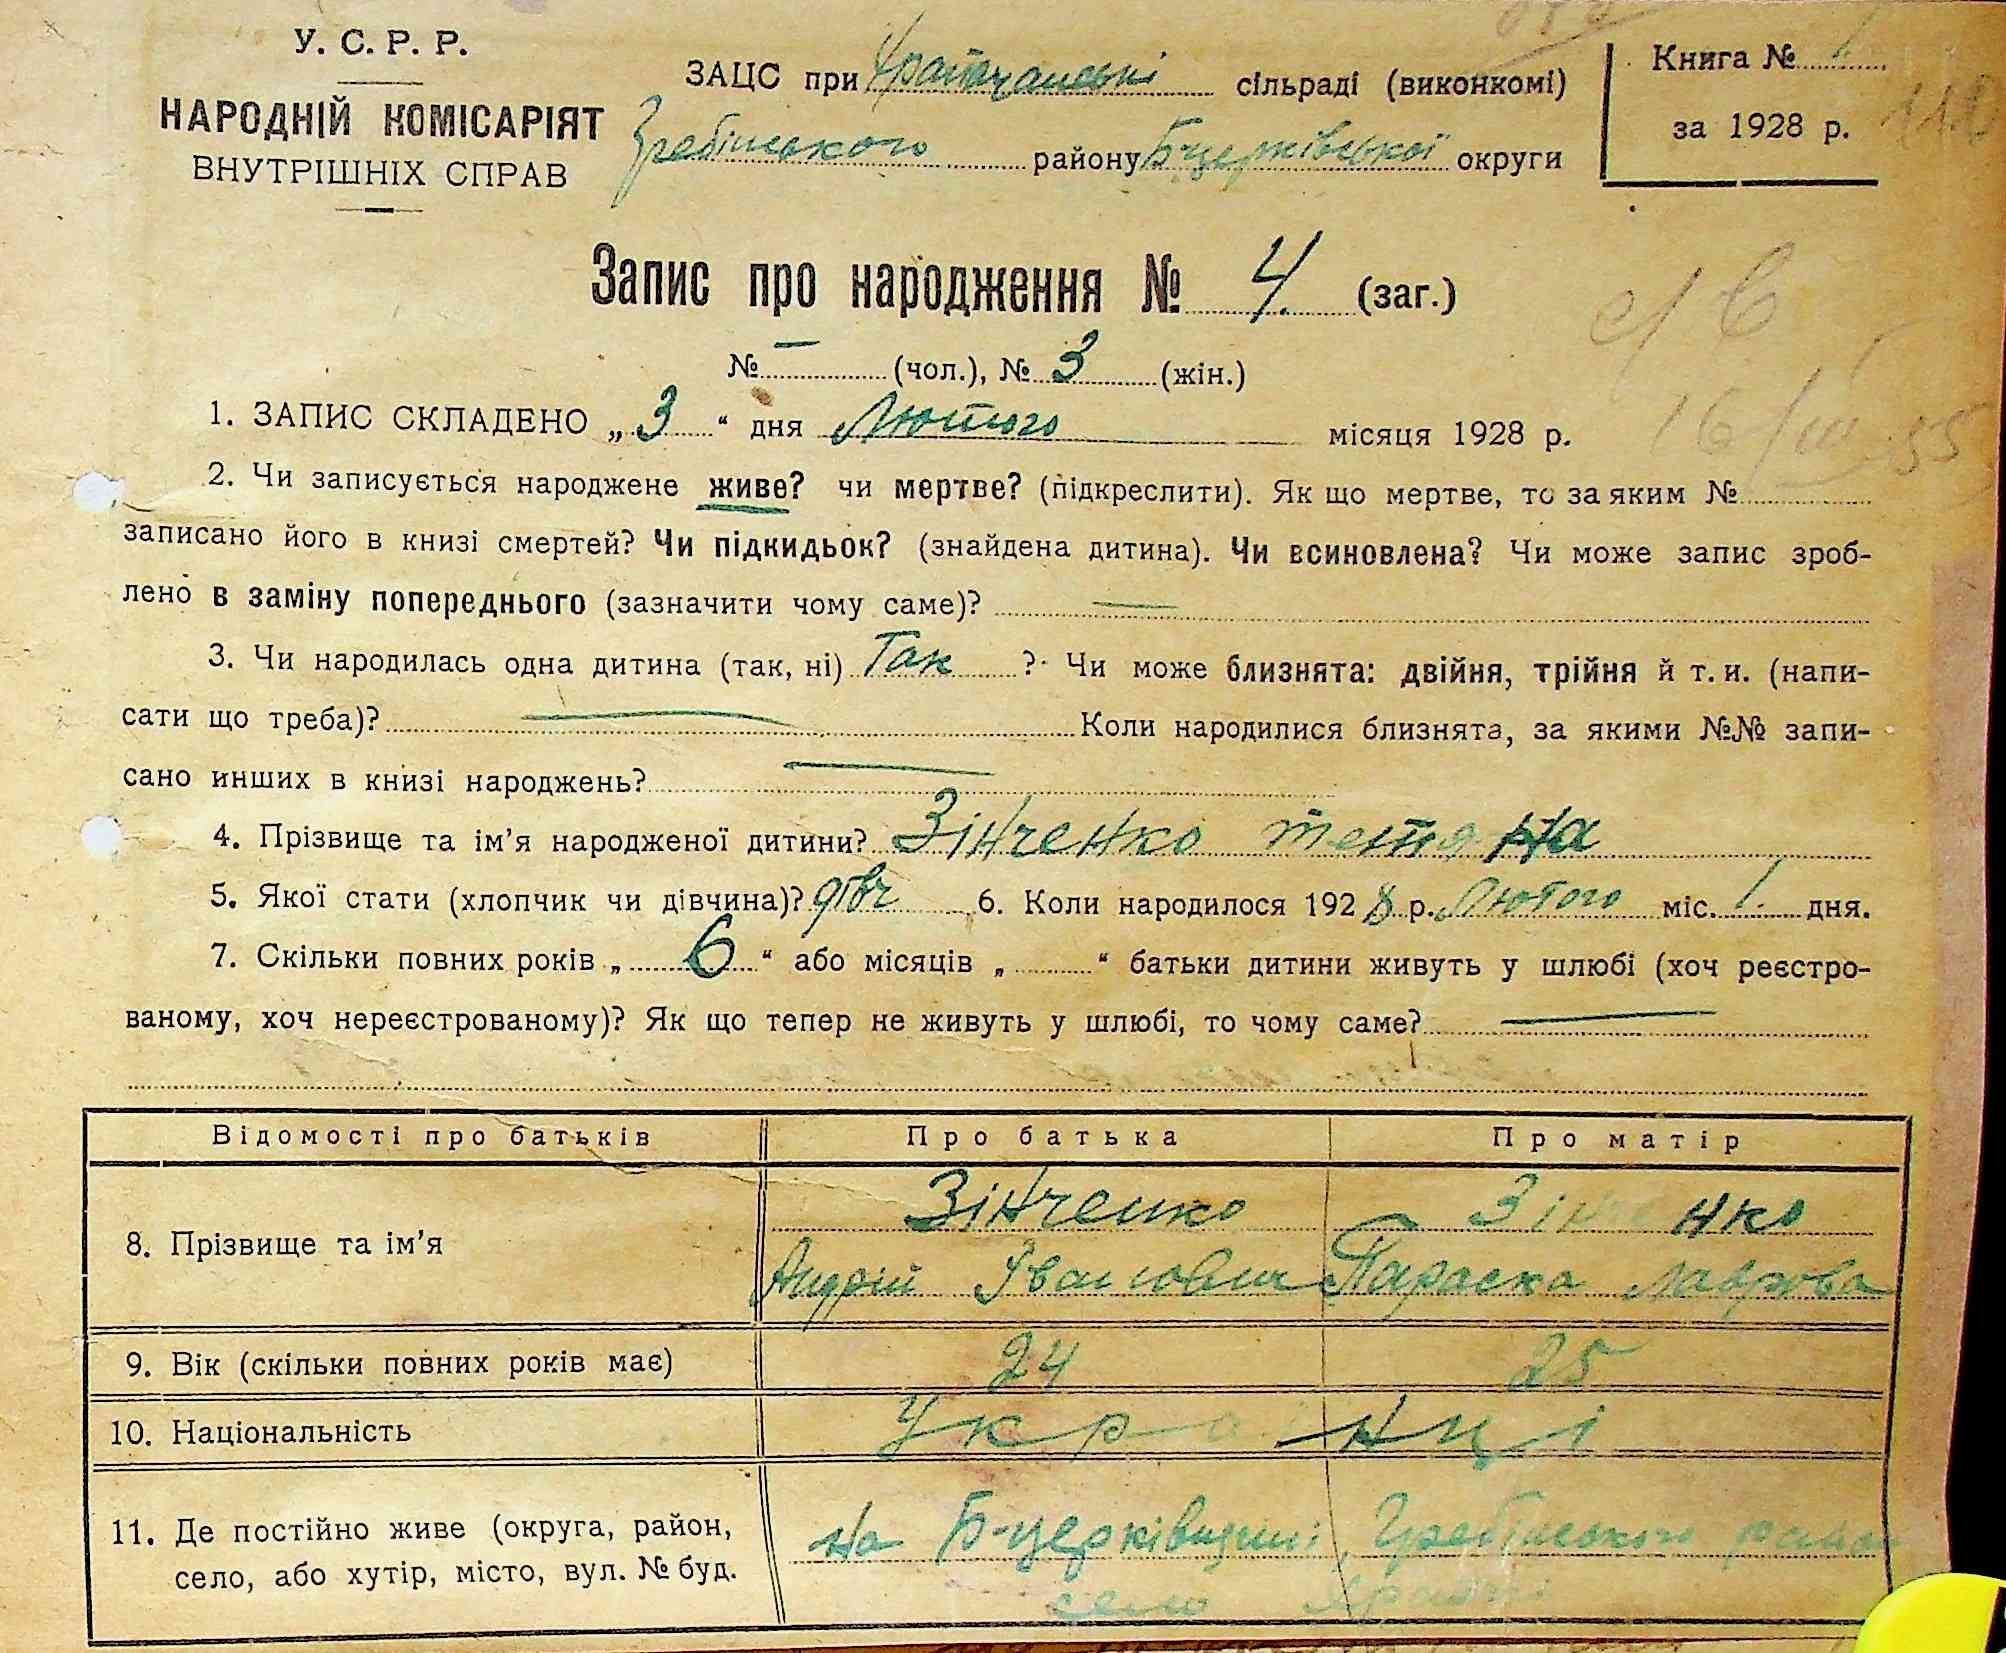 У. С. Р. Р.
НАРОДНІЙ КОМІСАРІЯТ
ВНУТРІШНІХ СПРАВ
ЗАЦС при сільраді (виконкомі)
району Б-церківської округи
Книга № 1
за 1928 р.
Запис про народження № 4. (заг.)
№ — (чол.), № 3 (жін.)
1. ЗАПИС СКЛАДЕНО „ 3 “ дня Лютого місяця 1928 р.
16/III 55
2. Чи записується народжене живе? чи мертве? (підкреслити). Як що мертве, то за яким №
записано його в книзі смертей? Чи підкидьок? (знайдена дитина). Чи всиновлена? Чи може запис зроб-
лено в заміну попереднього (зазначити чому саме)? —
3. Чи народилась одна дитина (так, ні) Так ? Чи може близнята: двійня, трійня й т. и. (напи-
сати що треба)? — Коли народилися близнята, за якими №№ запи-
сано инших в книзі народжень? —
4. Прізвище та ім’я народженої дитини? Зінченко Тетяна
5. Якої стати (хлопчик чи дівчина)? дівч 6. Коли народилося 1928 р. Лютого міс. 1. дня.
7. Скільки повних років „ 6 “ або місяців „ “ батьки дитини живуть у шлюбі (хоч реєстро-
ваному, хоч нереєстрованому)? Як що тепер не живуть у шлюбі, то чому саме? —
Відомості про батьків Про батька Про матір
8. Прізвище та ім’я Зінченко Зінченко
Андрій Іванович Параска Лаврова
9. Вік (скільки повних років має) 24 25
10. Національність Українці
11. Де постійно живе (округа, район,
село, або хутір, місто, вул. № буд.
на Б-церківщині, Гребінського район
село